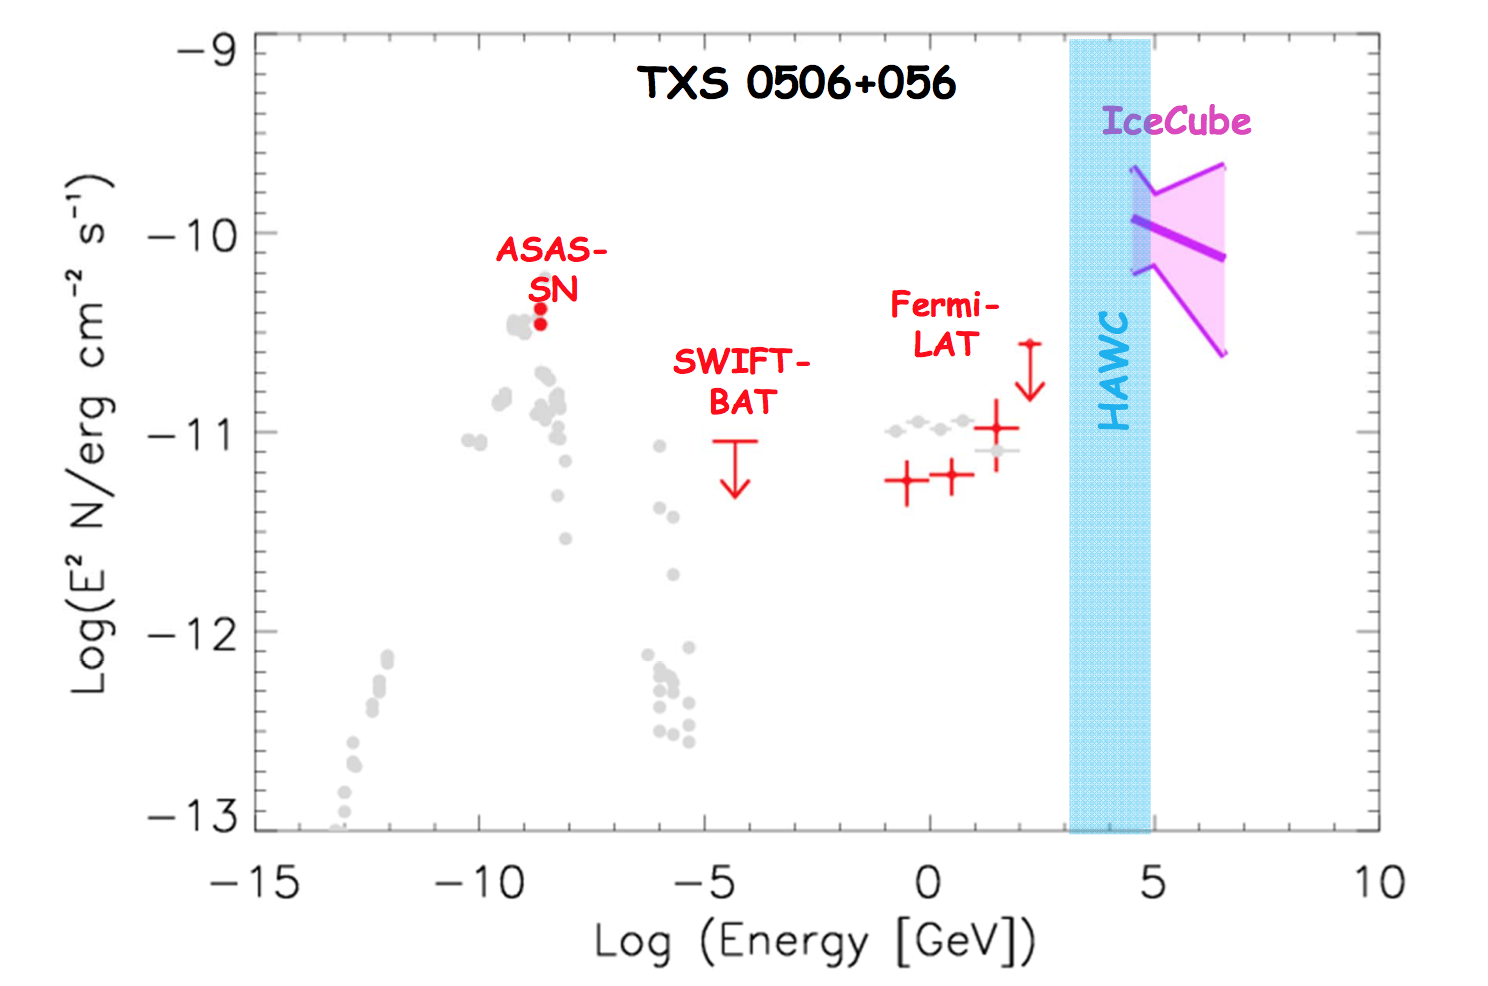 TXS 0506+056
IceCube
ASAS-
SN
Fermi-
LAT
SWIFT-
BAT
HAWC
Log(E² N/erg cm⁻² s⁻¹)
−9
−10
−11
−12
−13
−15 −10 −5 0 5 10
Log (Energy [GeV])